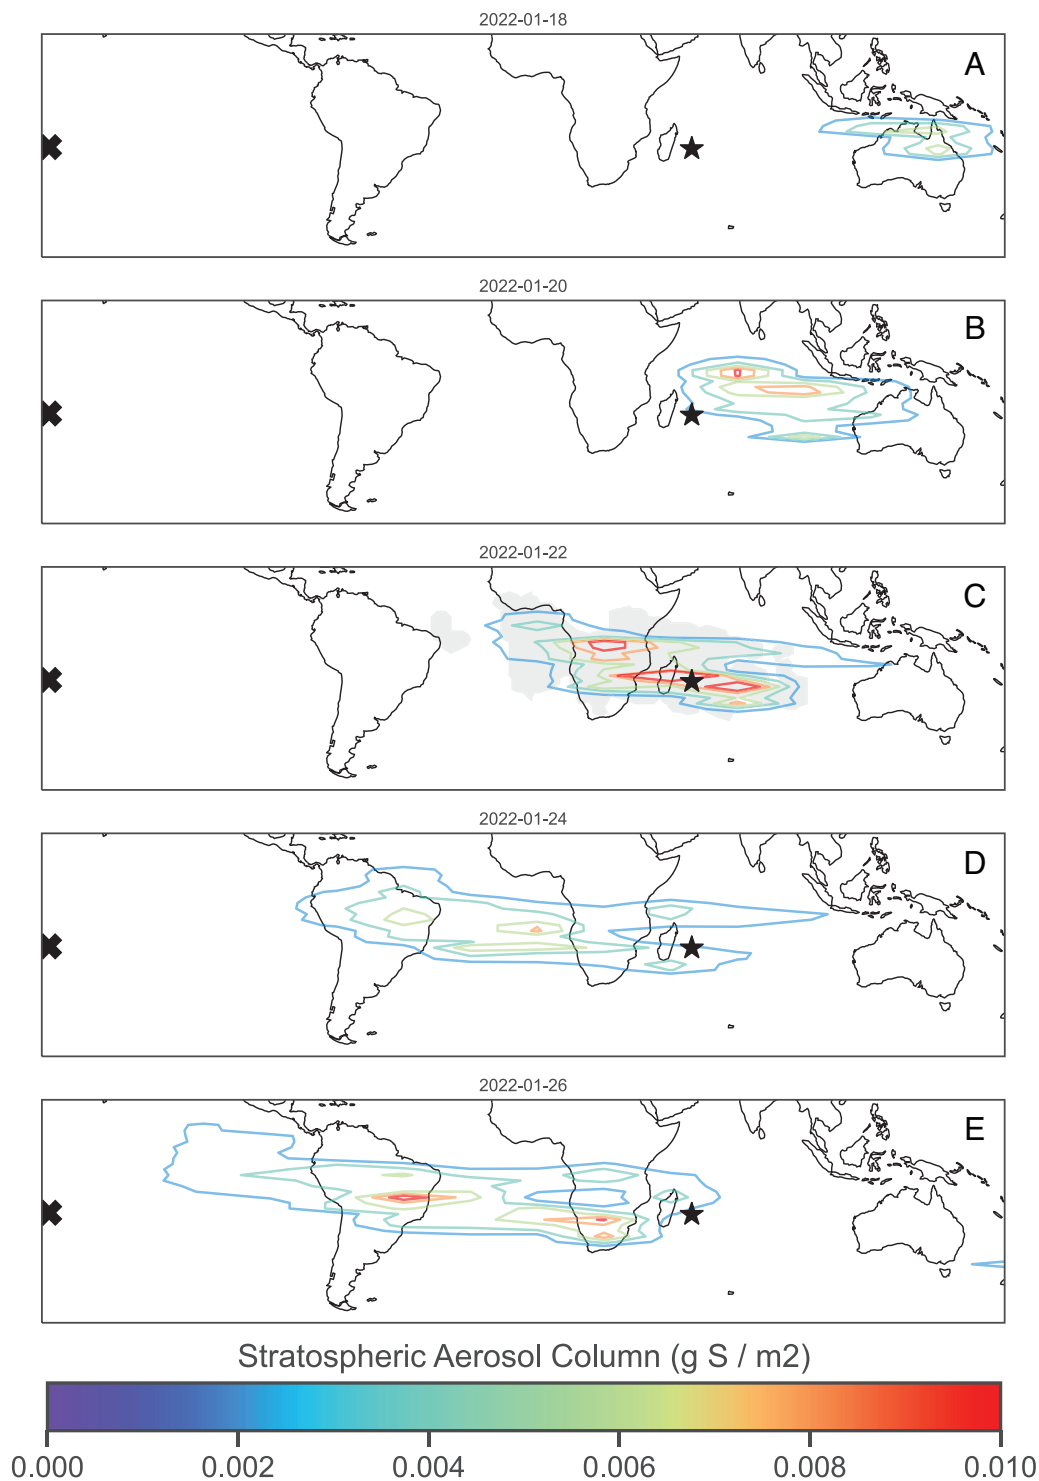 2022-01-18
A
2022-01-20
B
2022-01-22
C
2022-01-24
D
2022-01-26
E
Stratospheric Aerosol Column (g S / m2)
0.000 0.002 0.004 0.006 0.008 0.010